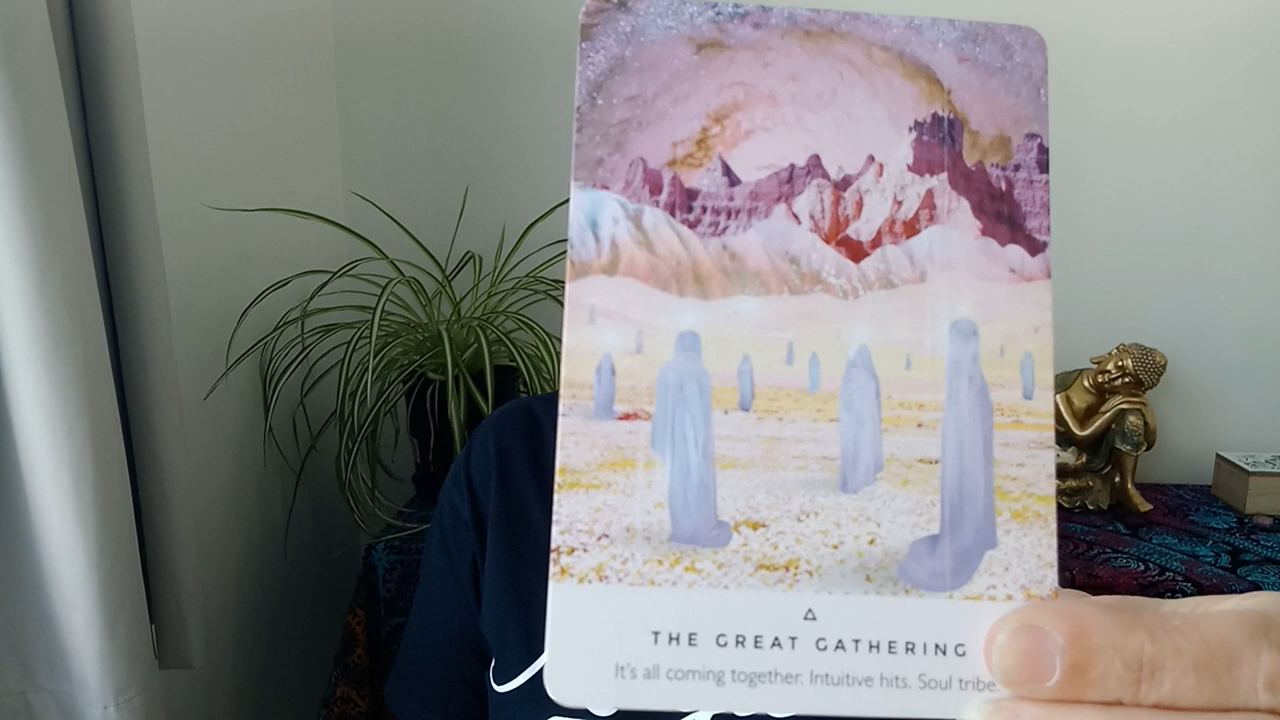 THE GREAT GATHERING
It's all coming together. Intuitive hits. Soul tribe.